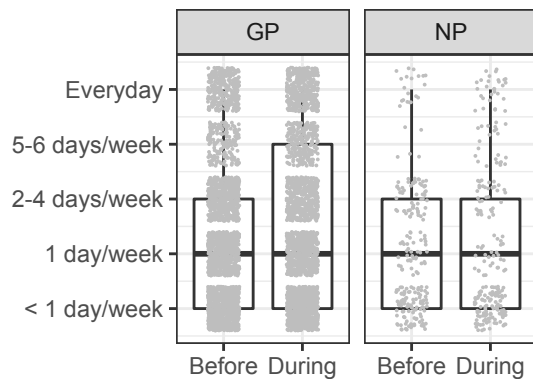 GP NP
Everyday
5-6 days/week
2-4 days/week
1 day/week
< 1 day/week
Before During Before During